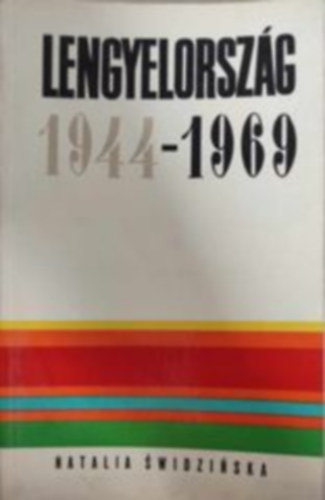 LENGYELORSZÁG
1944-1969
NATALIA ŚWIDZIŃSKA